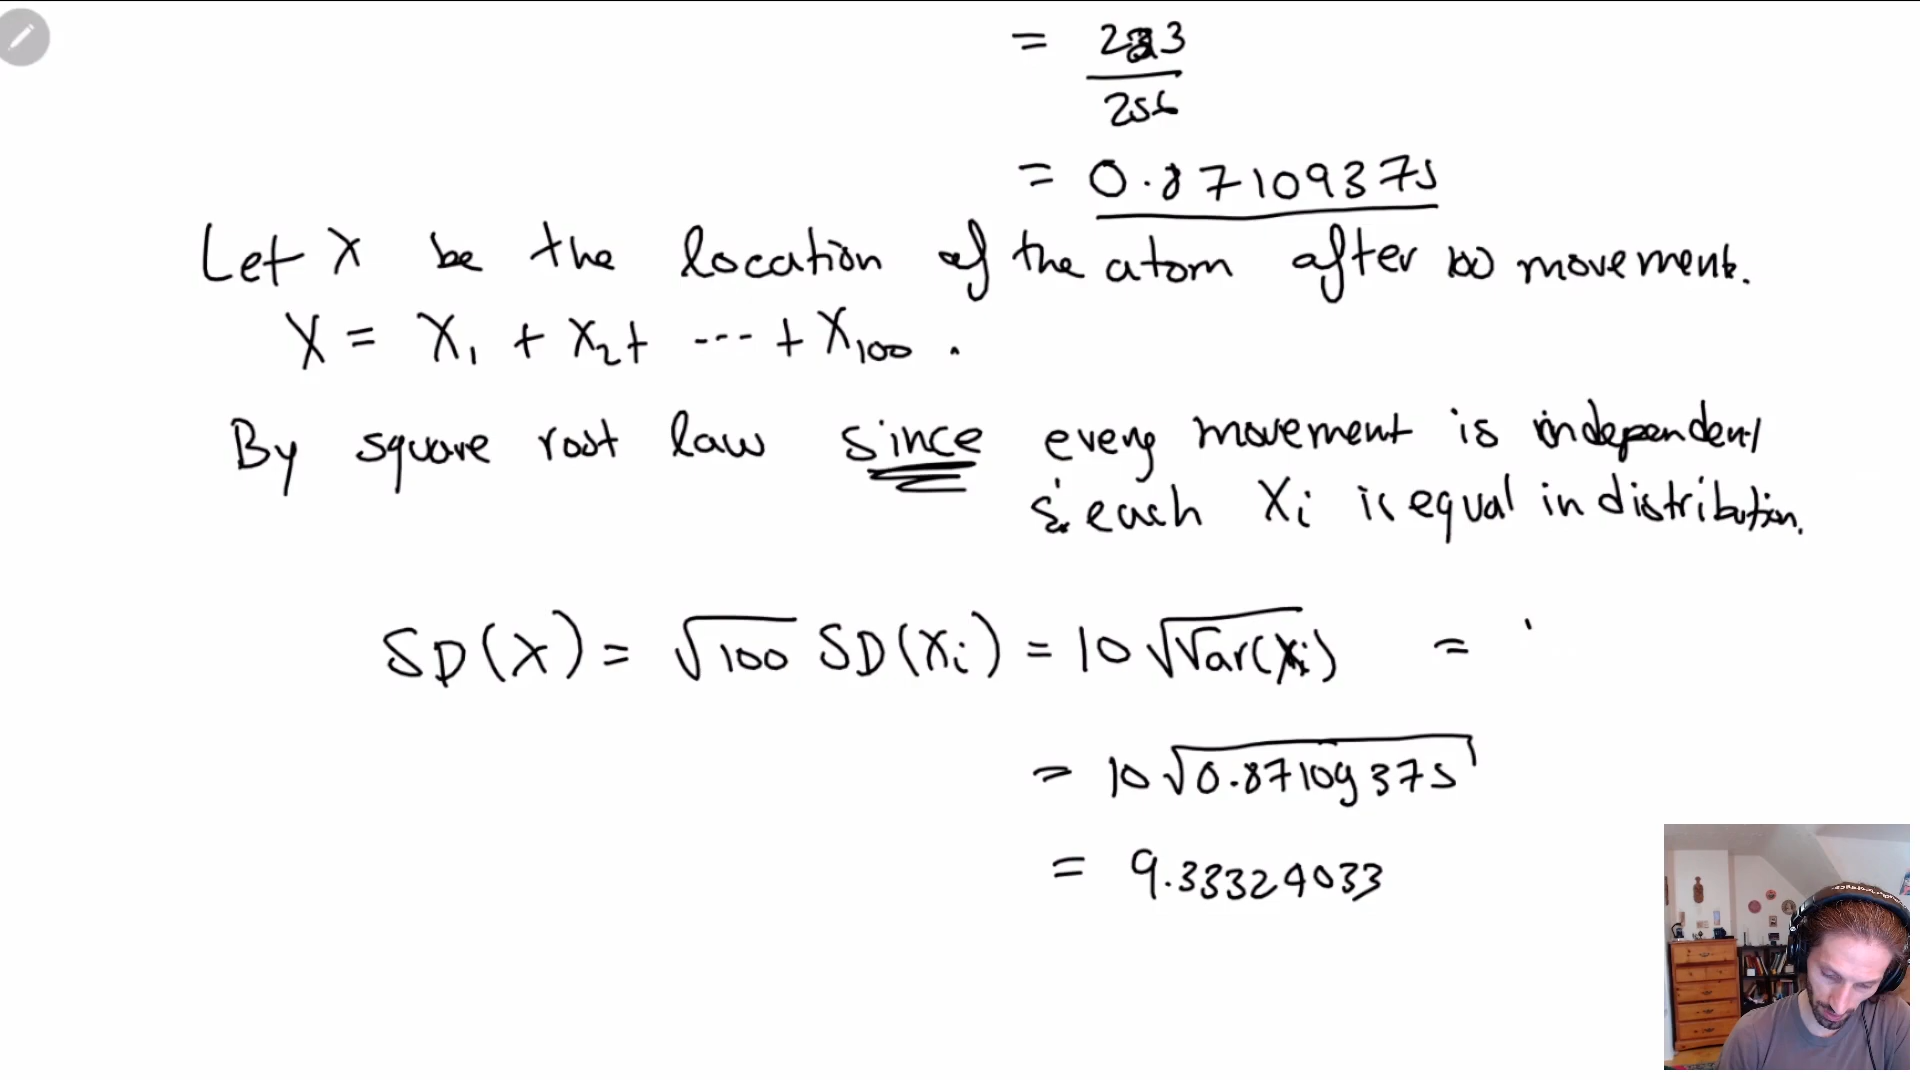 = 223
256
= 0.87109375
Let X be the location of the atom after 100 movement.
X = X1 + X2 + --- + X100 .
By square root law since every movement is independent
& each Xi is equal in distribution.
SD(X) = √100 SD(Xi) = 10 √Var(Xi) =
= 10 √0.87109375
= 9.33324033